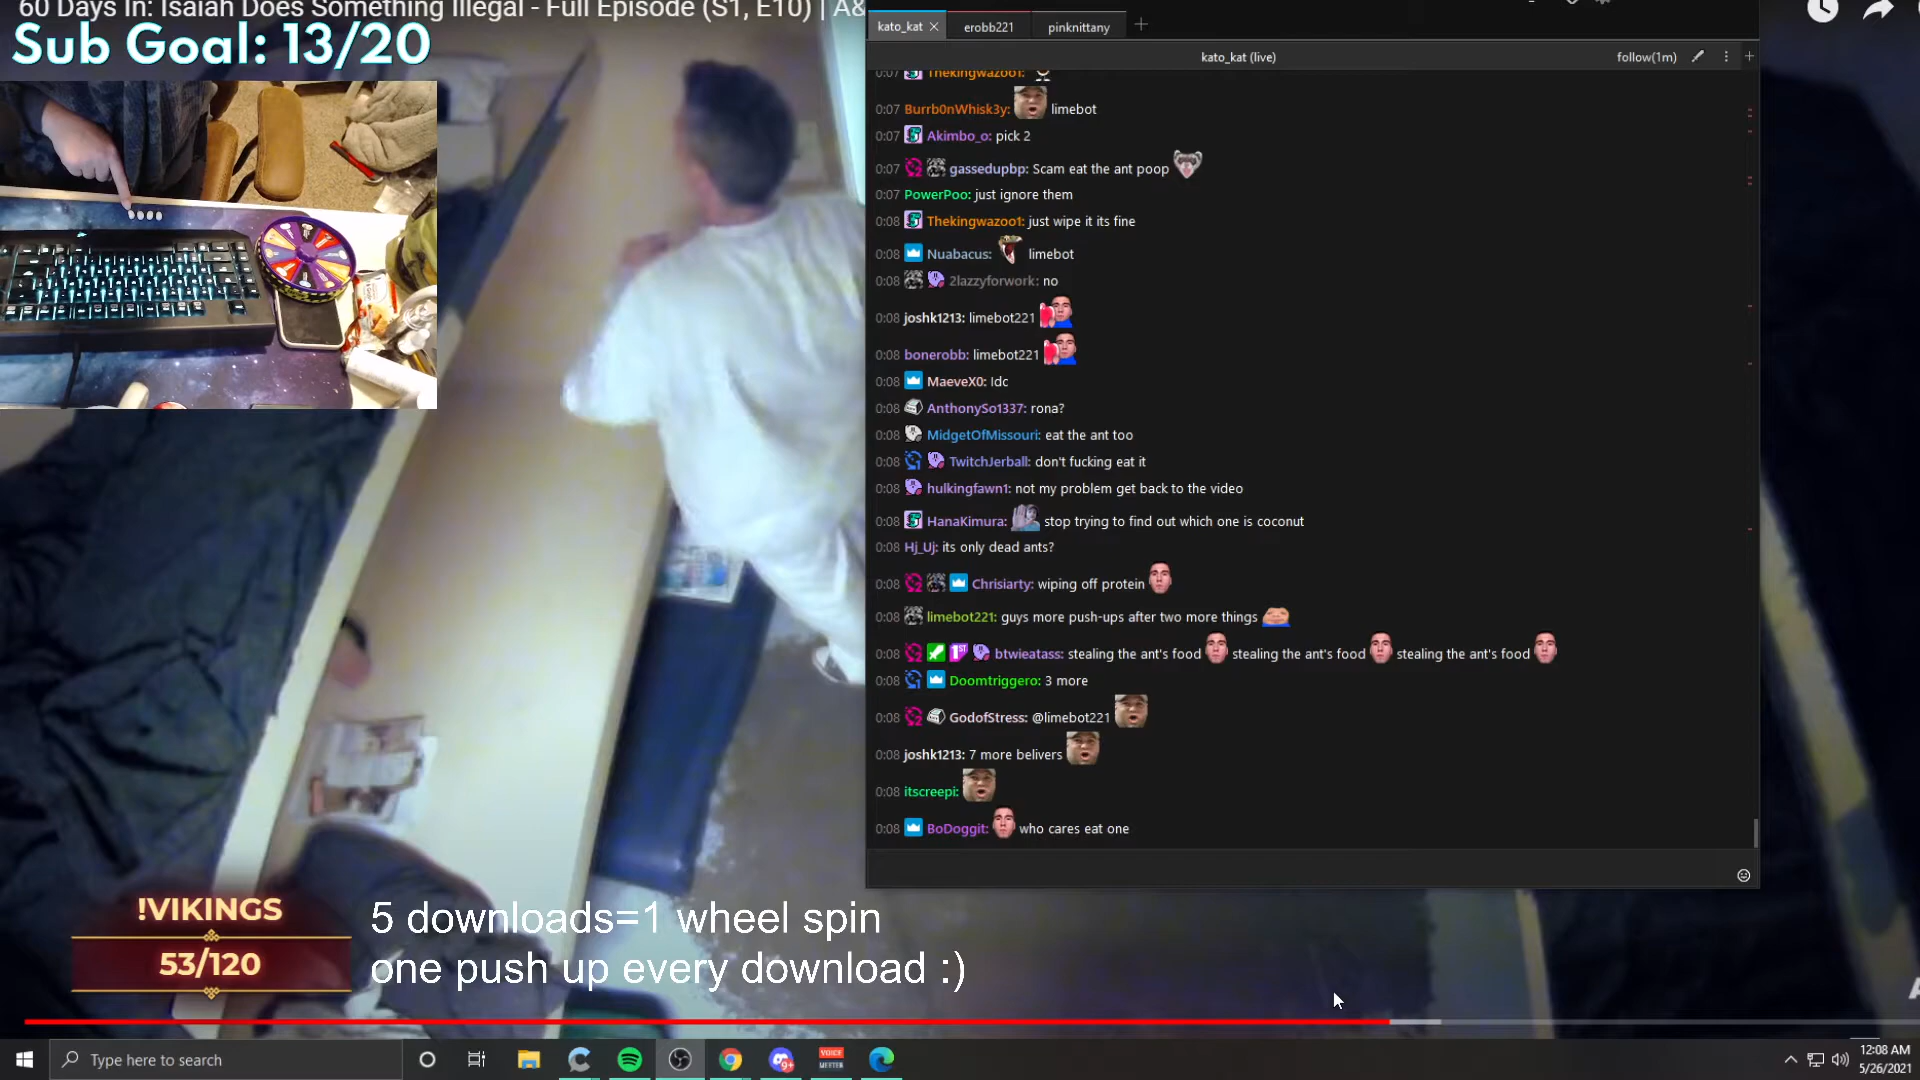 60 Days In: Isaiah Does Something Illegal - Full Episode (S1, E10) | A&
Sub Goal: 13/20
kato_kat
erobb221
pinknittany
kato_kat (live)
follow(1m)
0:07 Thekingwazoo1:
0:07 Burrb0nWhisk3y: limebot
0:07 Akimbo_o: pick 2
0:07 gassedupbp: Scam eat the ant poop
0:07 PowerPoo: just ignore them
0:08 Thekingwazoo1: just wipe it its fine
0:08 Nuabacus: limebot
0:08 2lazzyforwork: no
0:08 joshk1213: limebot221
0:08 bonerobb: limebot221
0:08 MaeveX0: Idc
0:08 AnthonySo1337: rona?
0:08 MidgetOfMissouri: eat the ant too
0:08 TwitchJerball: don't fucking eat it
0:08 hulkingfawn1: not my problem get back to the video
0:08 HanaKimura: stop trying to find out which one is coconut
0:08 Hj_Uj: its only dead ants?
0:08 Chrisiarty: wiping off protein
0:08 limebot221: guys more push-ups after two more things
0:08 1ST btwieatass: stealing the ant's food stealing the ant's food stealing the ant's food
0:08 Doomtriggero: 3 more
0:08 GodofStress: @limebot221
0:08 joshk1213: 7 more belivers
0:08 itscreepi:
0:08 BoDoggit: who cares eat one
!VIKINGS
53/120
5 downloads=1 wheel spin
one push up every download :)
Type here to search
9+
VOICE
MEETER
12:08 AM
5/26/2021